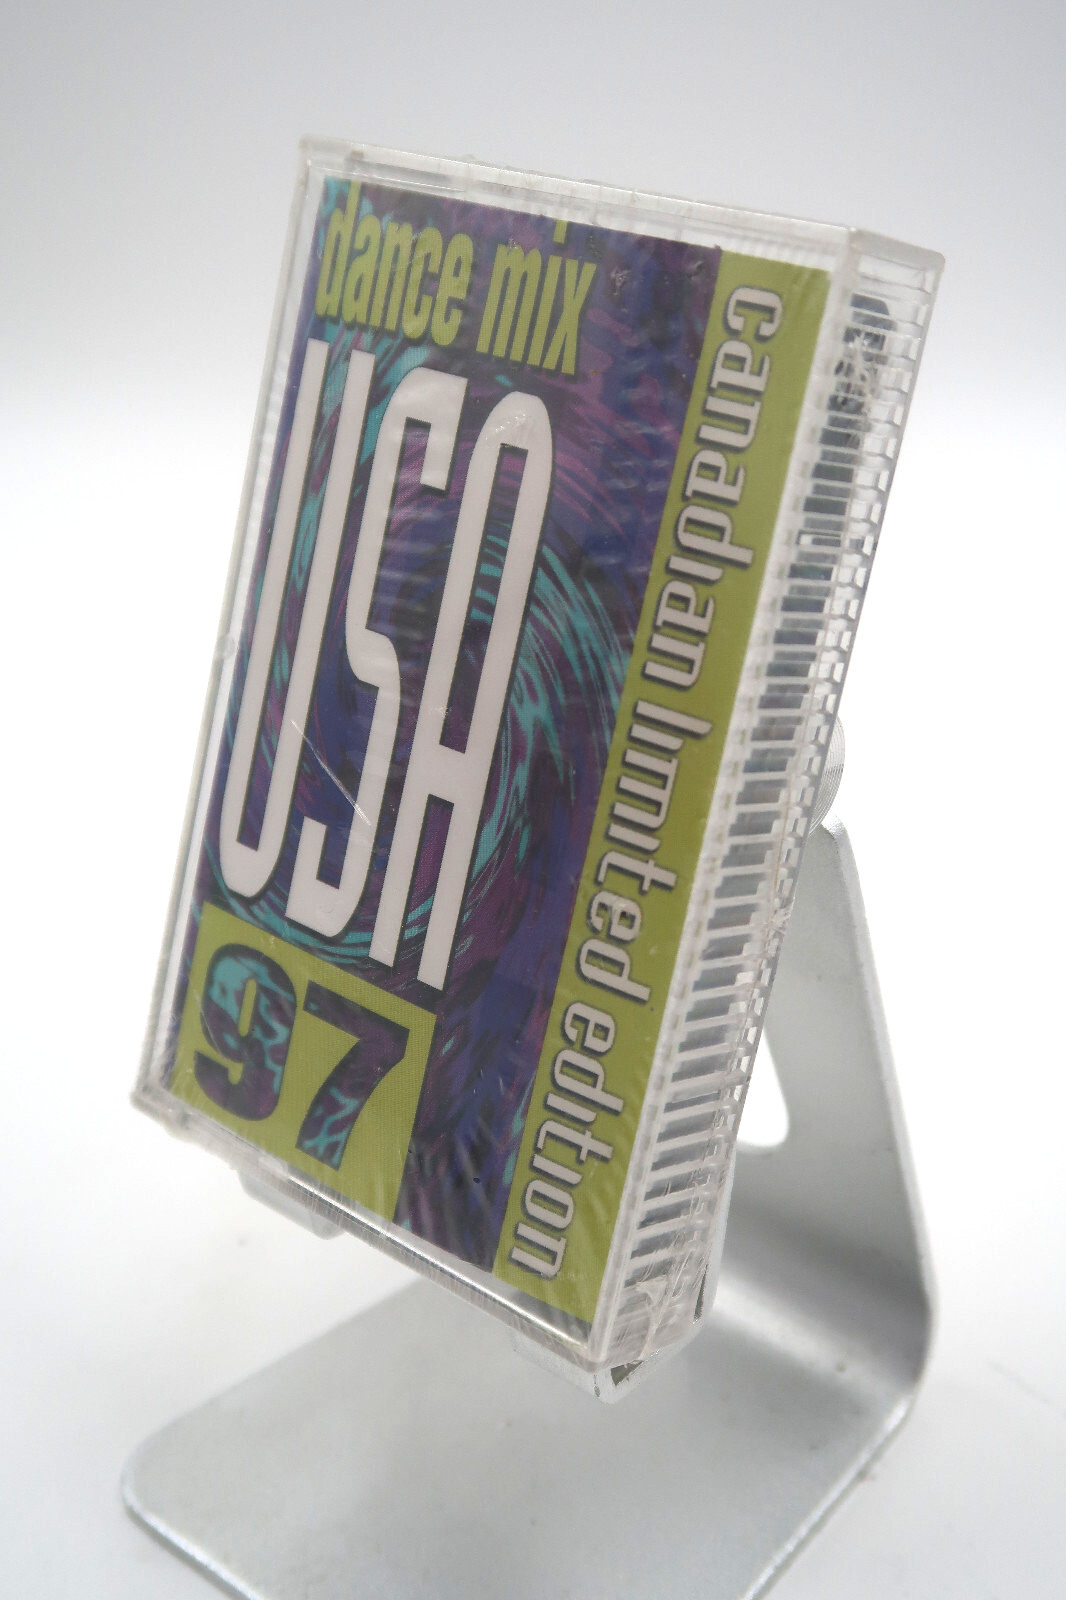 dance mix
USA
97
canadian limited edition